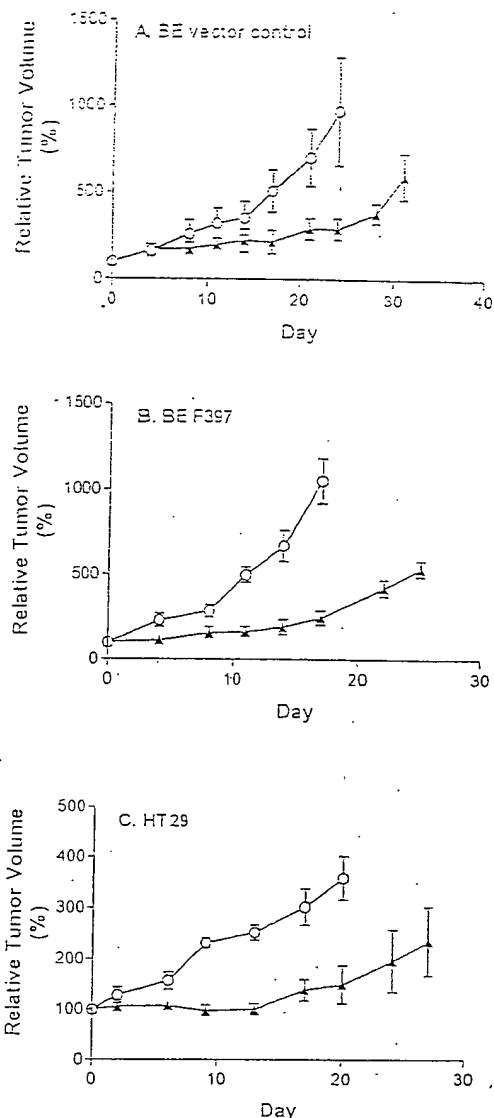 A. BE vector control
Relative Tumor Volume
(%)
1500
1000
500
0
0 10 20 30 40
Day
B. BE F397
Relative Tumor Volume
(%)
1500
1000
500
0
0 10 20 30
Day
C. HT29
Relative Tumor Volume
(%)
500
400
300
200
100
0
0 10 20 30
Day